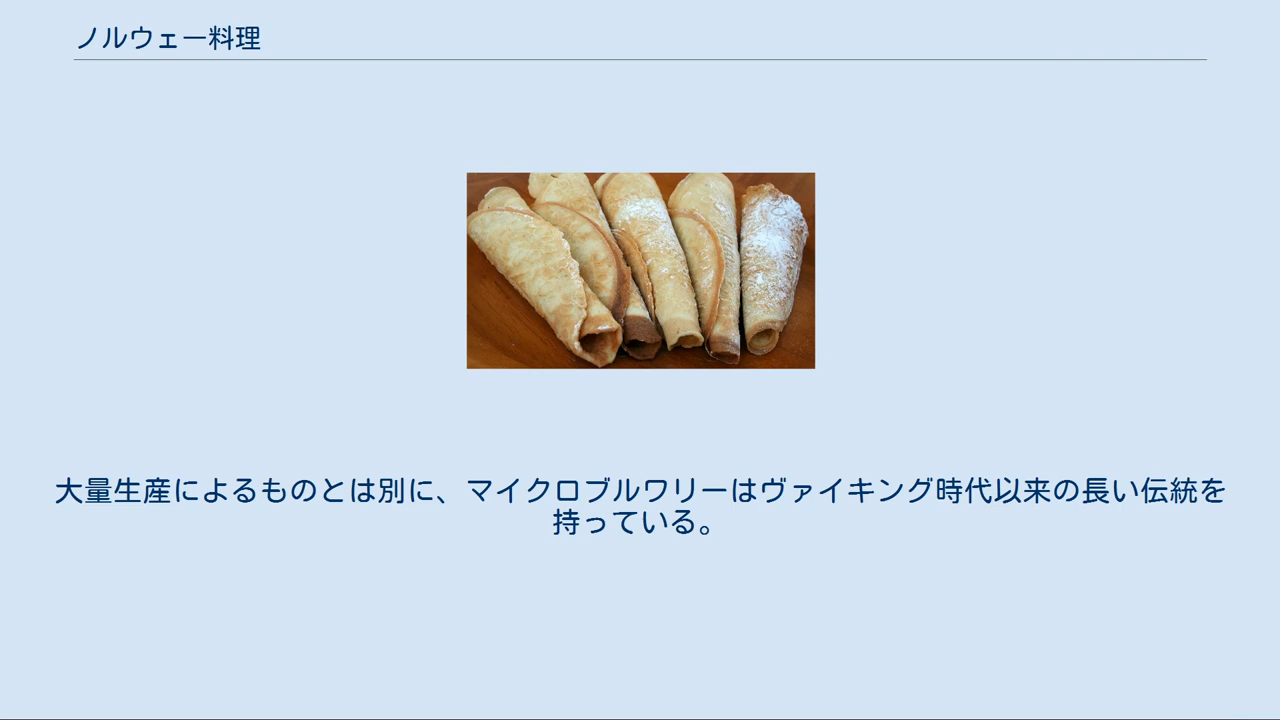 ノルウェー料理
大量生産によるものとは別に、マイクロブルワリーはヴァイキング時代以来の長い伝統を
持っている。